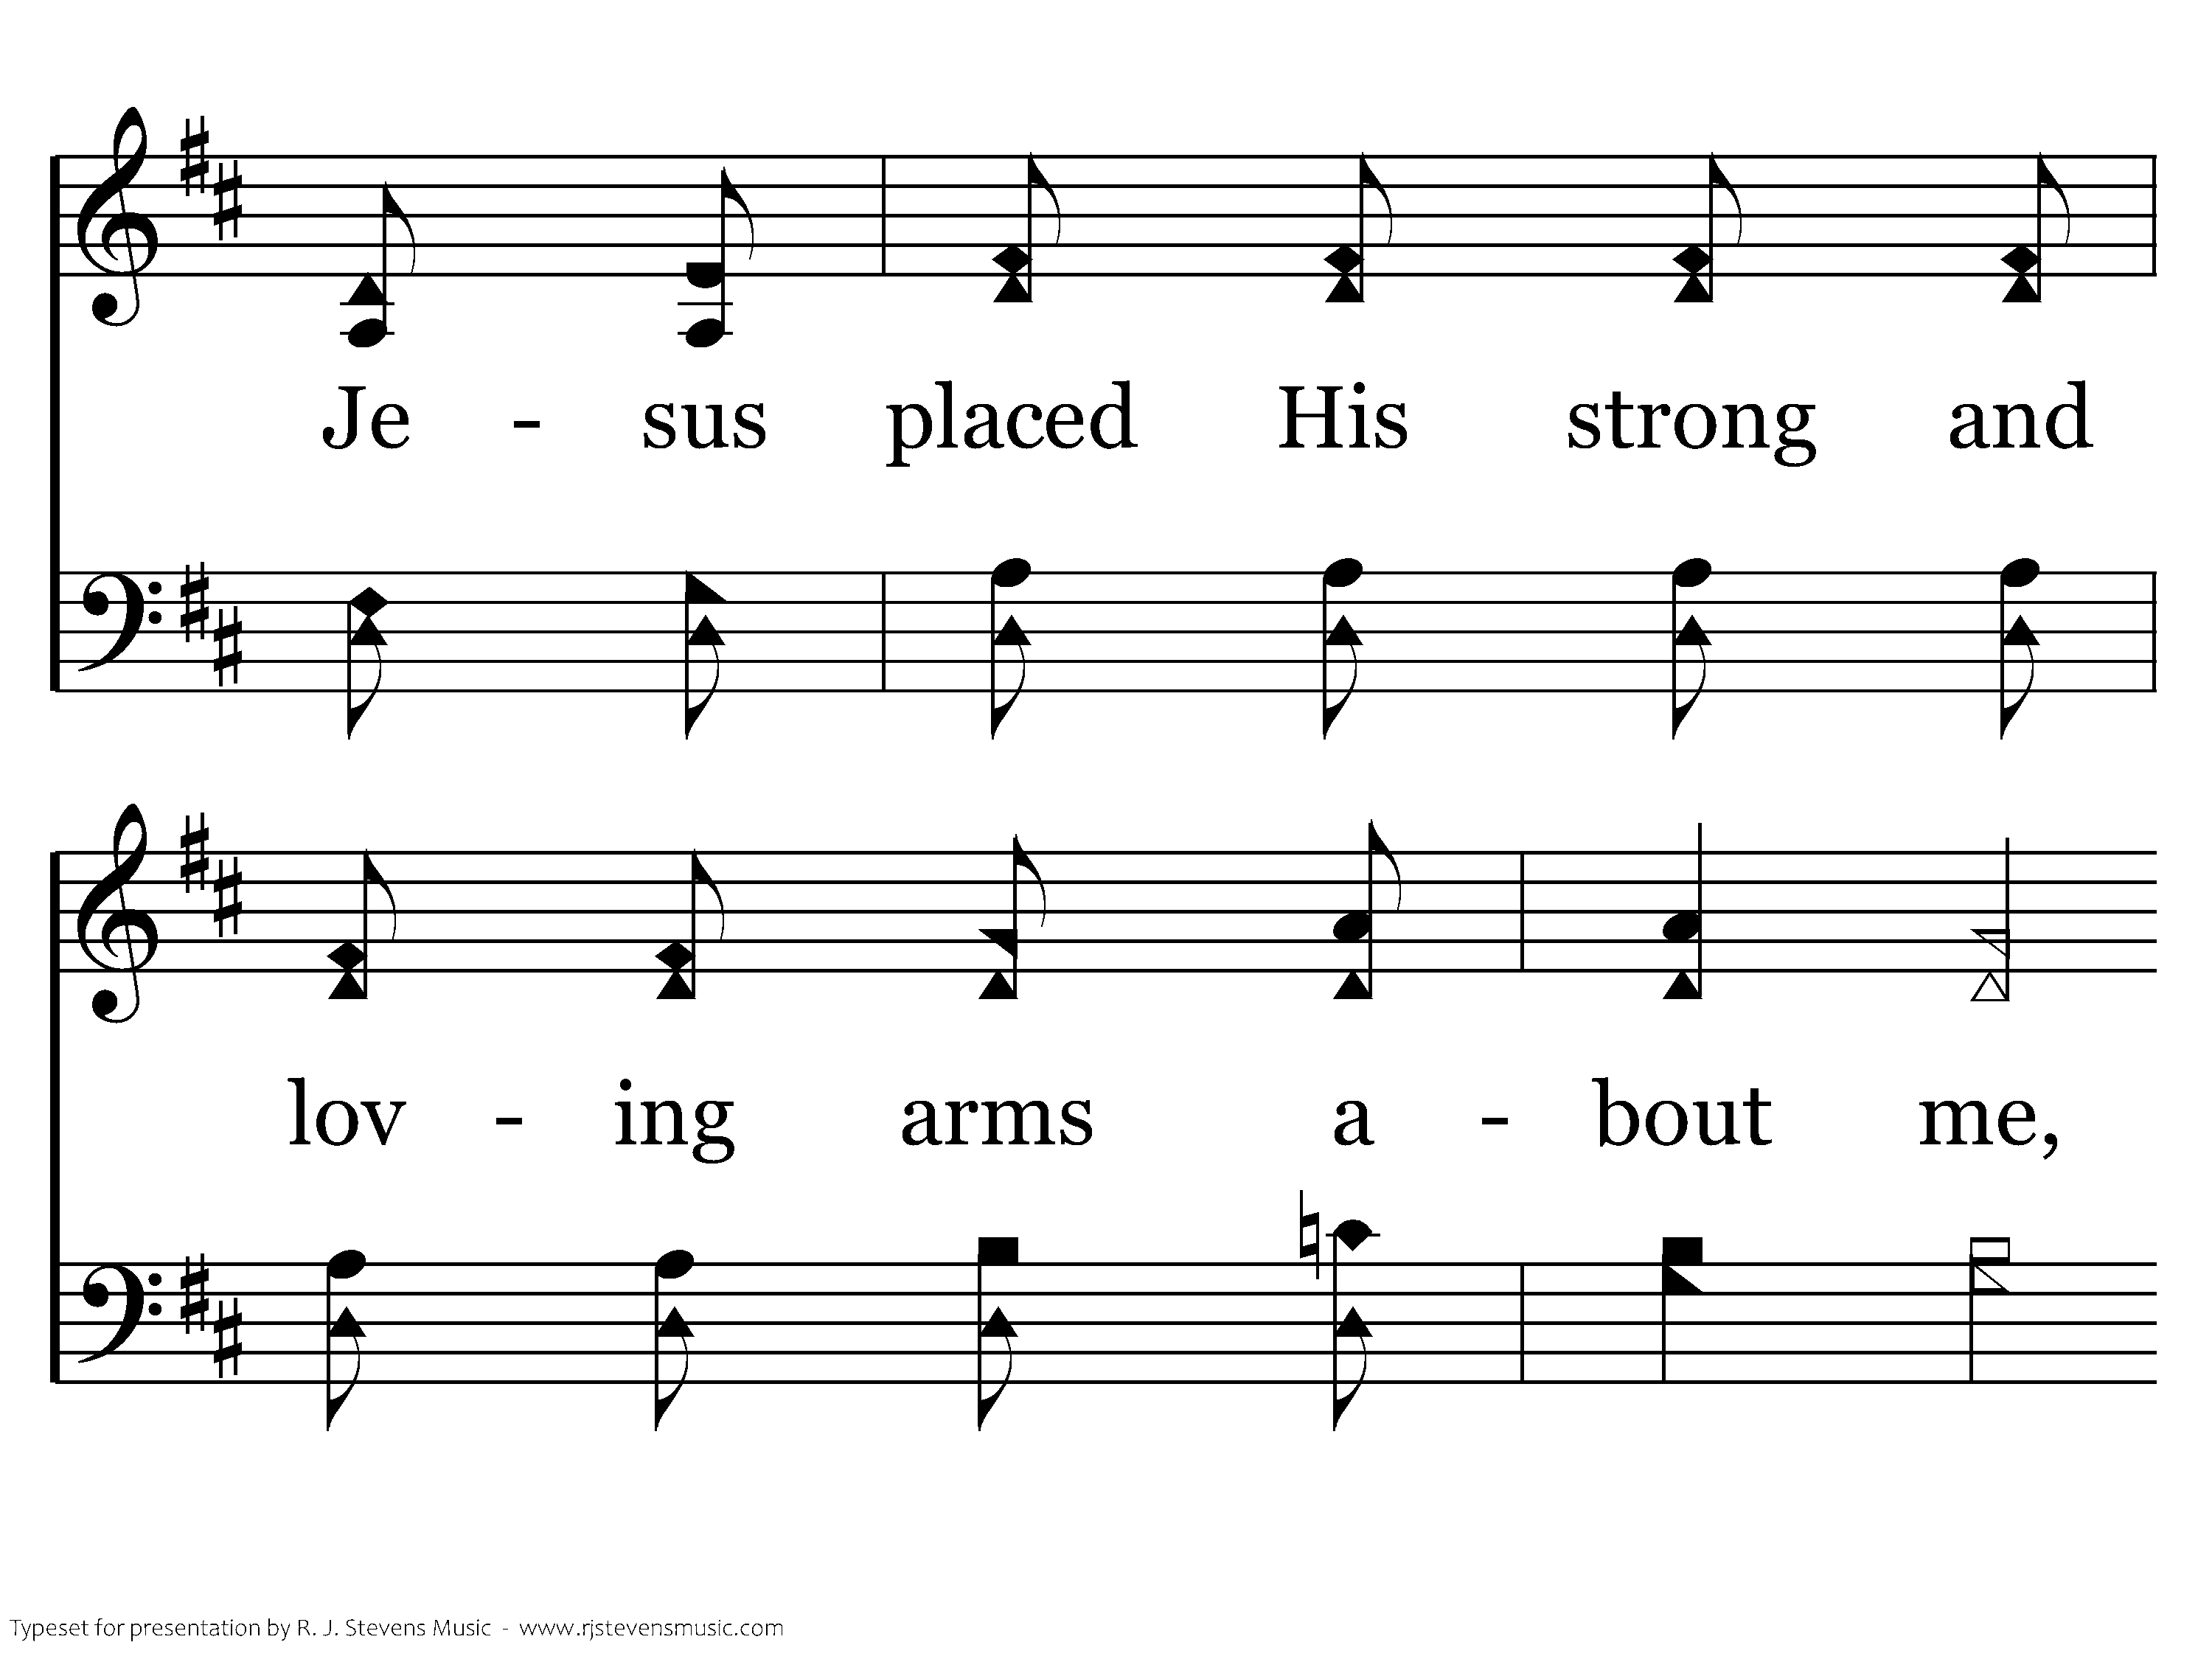 Je - sus placed His strong and
lov - ing arms a - bout me,
Typeset for presentation by R. J. Stevens Music - www.rjstevensmusic.com